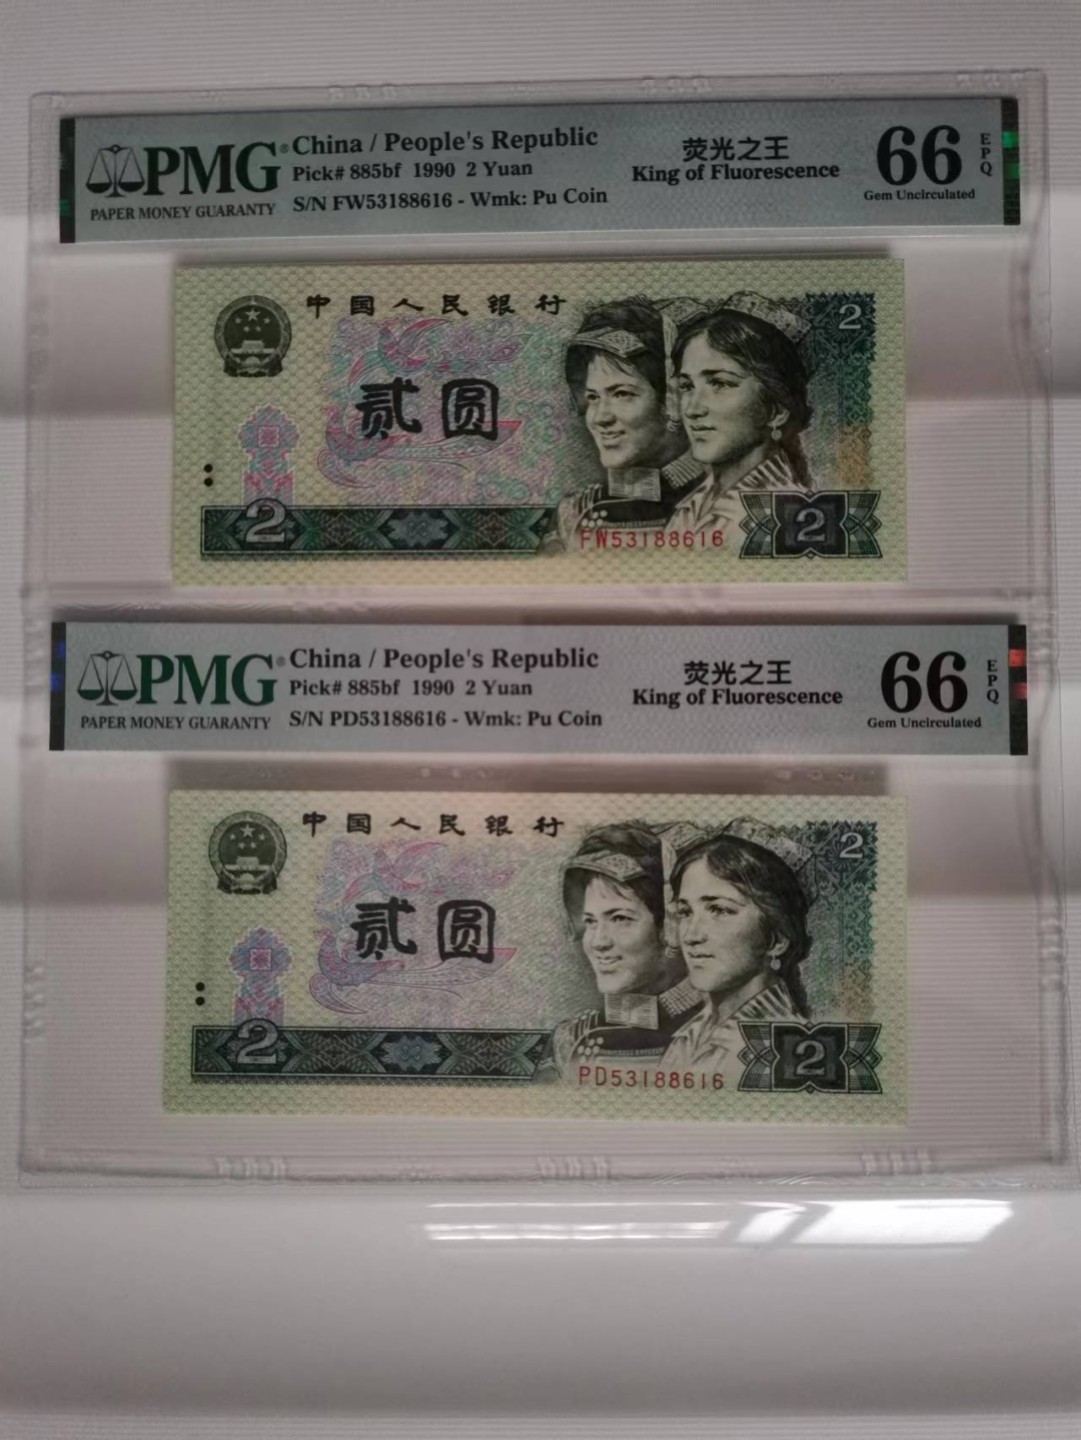 PMG®
PAPER MONEY GUARANTY
China / People's Republic
Pick# 885bf 1990 2 Yuan
S/N FW53188616 - Wmk: Pu Coin
荧光之王
King of Fluorescence
66
EPQ
Gem Uncirculated
中国人民银行
2
贰圆
2
FW53188616
2
PMG®
PAPER MONEY GUARANTY
China / People's Republic
Pick# 885bf 1990 2 Yuan
S/N PD53188616 - Wmk: Pu Coin
荧光之王
King of Fluorescence
66
EPQ
Gem Uncirculated
中国人民银行
2
贰圆
2
PD53188616
2